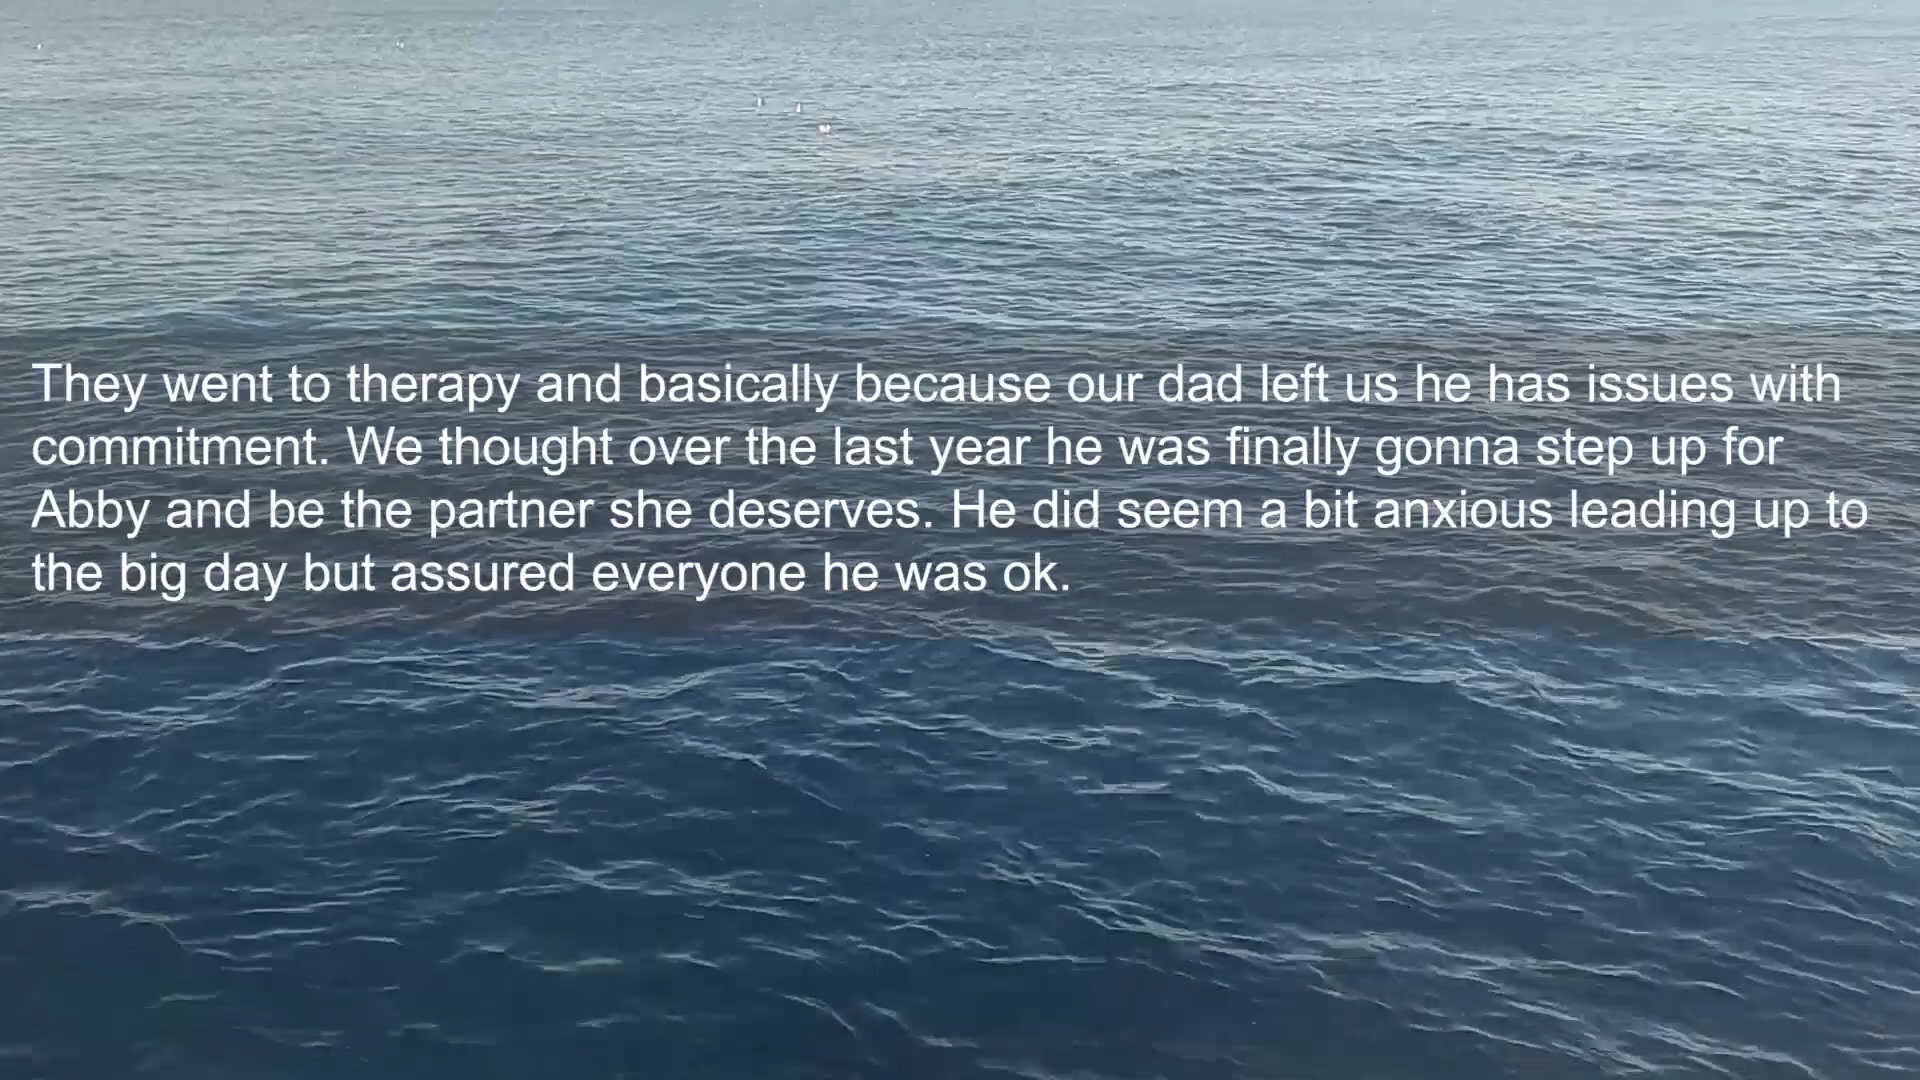 They went to therapy and basically because our dad left us he has issues with
commitment. We thought over the last year he was finally gonna step up for
Abby and be the partner she deserves. He did seem a bit anxious leading up to
the big day but assured everyone he was ok.